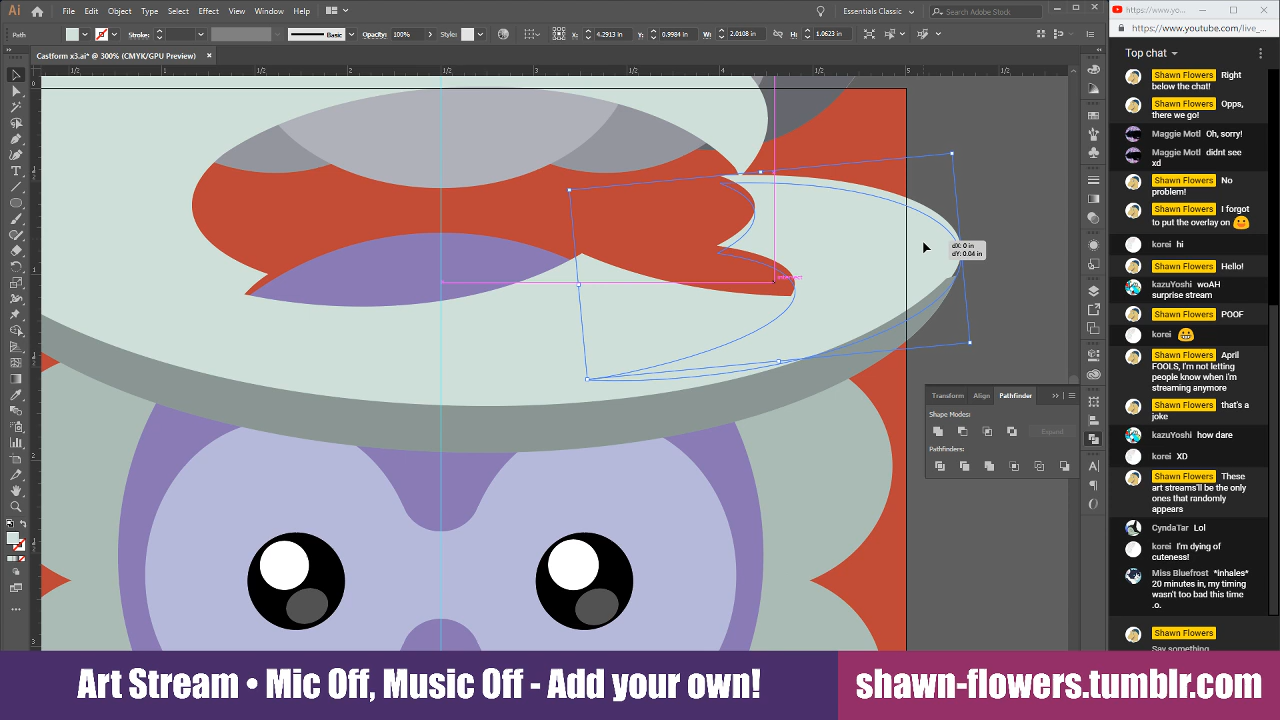 Ai
File Edit Object Type Select Effect View Window Help
Essentials Classic
Search Adobe Stock
Path
Stroke:
Basic
Opacity: 100%
Style:
X: 4.2913 in Y: 0.9984 in W: 2.0108 in H: 1.0623 in
Castform x3.ai* @ 300% (CMYK/GPU Preview) ×
dX: 0 in
dY: 0.04 in
intersect
Transform Align Pathfinder
Shape Modes:
Expand
Pathfinders:
https://www.yo...
https://www.youtube.com/live_...
Top chat
Shawn Flowers Right
below the chat!
Shawn Flowers Opps,
there we go!
Maggie Motl Oh, sorry!
Maggie Motl didnt see
xd
Shawn Flowers No
problem!
Shawn Flowers I forgot
to put the overlay on
korei hi
Shawn Flowers Hello!
kazuYoshi woAH
surprise stream
Shawn Flowers POOF
korei
Shawn Flowers April
FOOLS, I'm not letting
people know when i'm
streaming anymore
Shawn Flowers that's a
joke
kazuYoshi how dare
korei XD
Shawn Flowers These
art streams'll be the only
ones that randomly
appears
CyndaTar Lol
korei I'm dying of
cuteness!
Miss Bluefrost *inhales*
20 minutes in, my timing
wasn't too bad this time
.o.
Shawn Flowers
Say something...
Art Stream • Mic Off, Music Off - Add your own!
shawn-flowers.tumblr.com